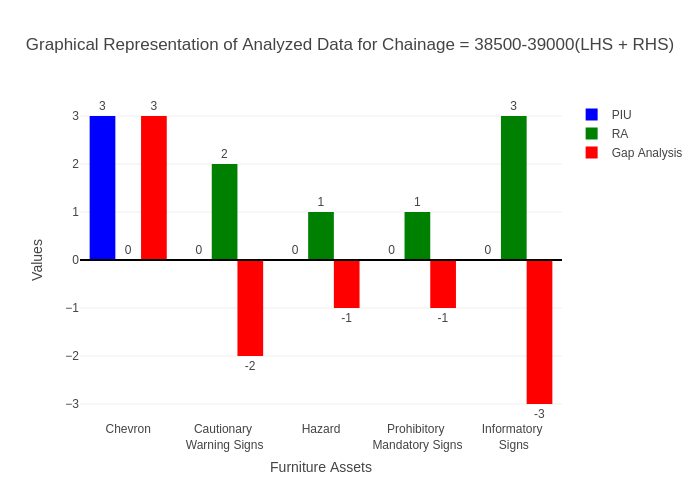 Graphical Representation of Analyzed Data for Chainage = 38500-39000(LHS + RHS)
PIU
RA
Gap Analysis
3
2
1
0
−1
−2
−3
Values
3
0
3
0
2
-2
0
1
-1
0
1
-1
0
3
-3
Chevron
Cautionary
Warning Signs
Hazard
Prohibitory
Mandatory Signs
Informatory
Signs
Furniture Assets